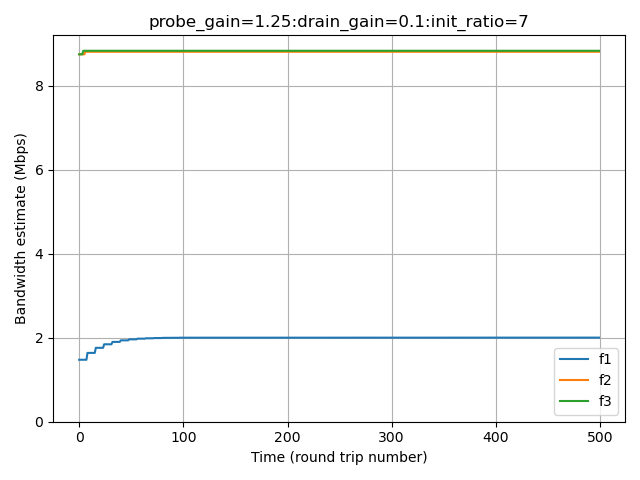 probe_gain=1.25:drain_gain=0.1:init_ratio=7
Bandwidth estimate (Mbps)
8
6
4
2
0
0 100 200 300 400 500
Time (round trip number)
f1
f2
f3